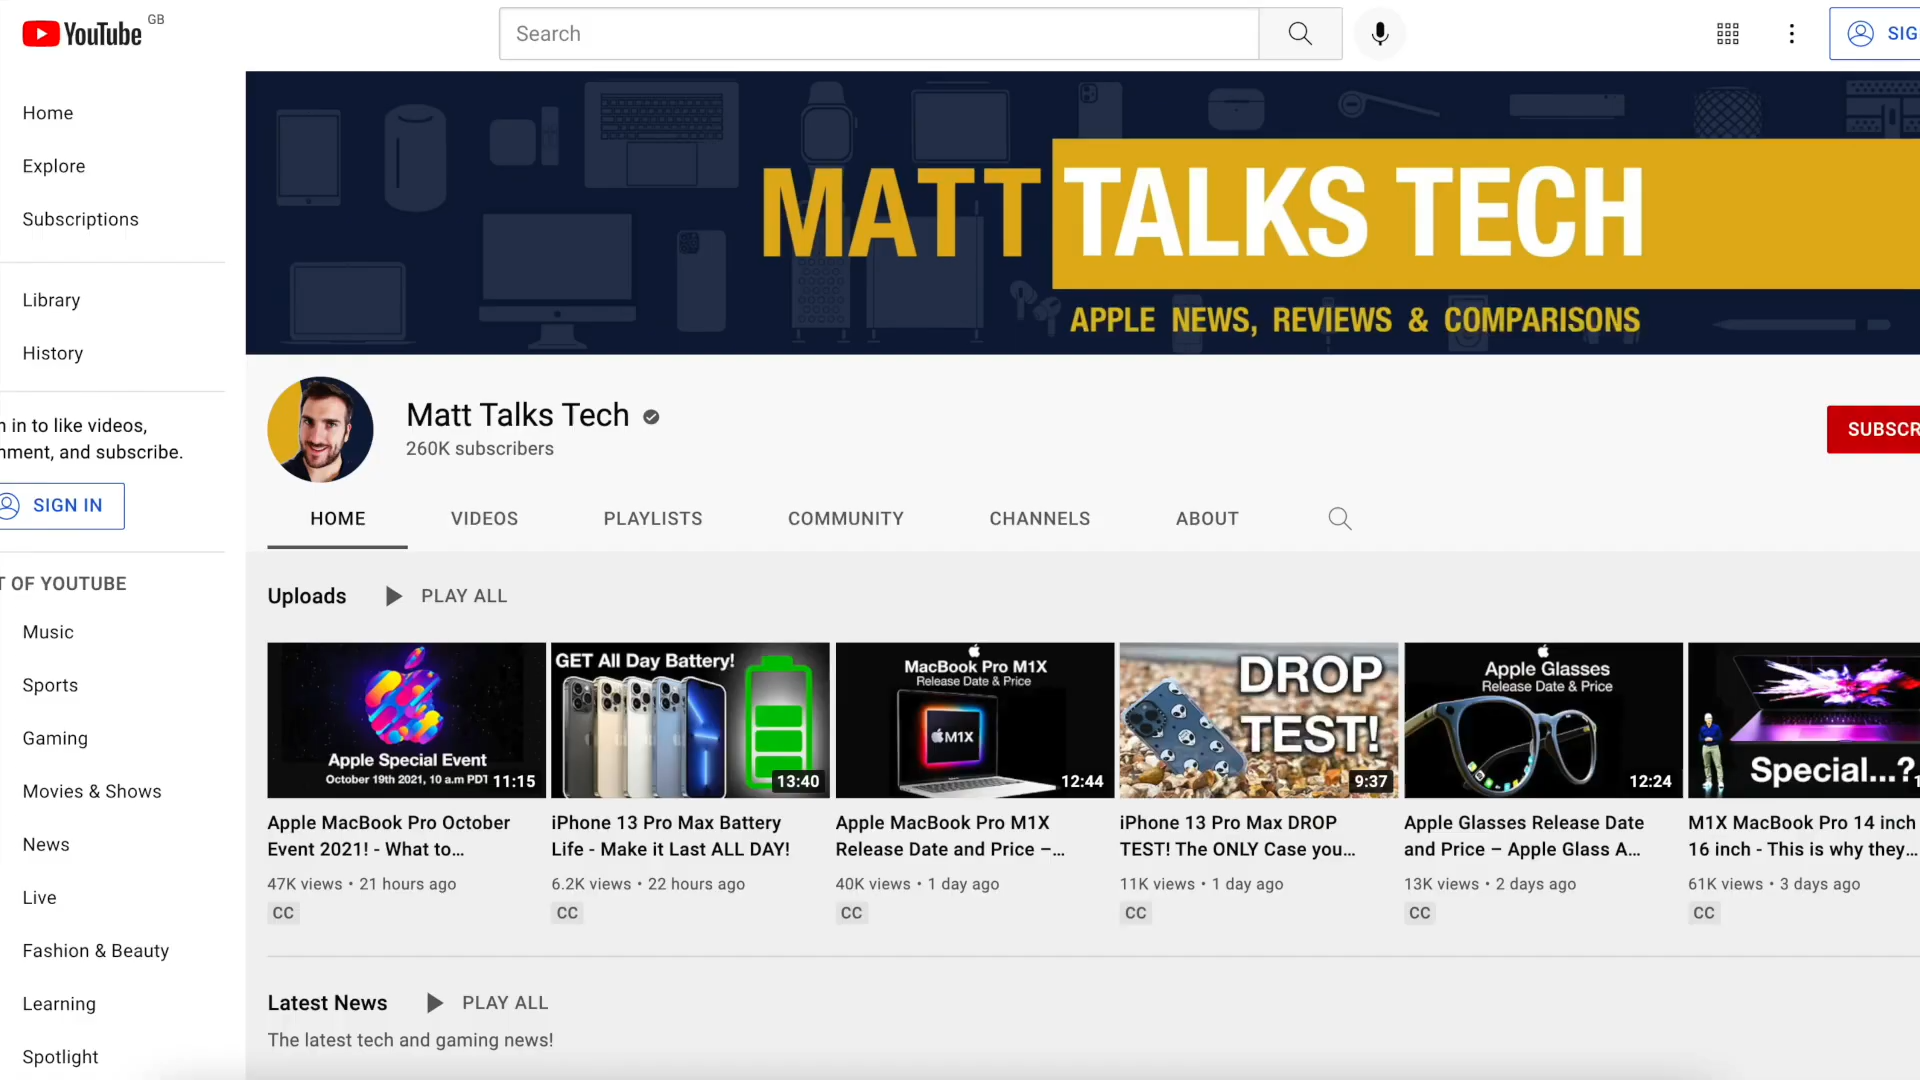 YouTube GB
Search
SIG
Home
Explore
Subscriptions
Library
History
in to like videos,
and subscribe.
SIGN IN
OF YOUTUBE
Music
Sports
Gaming
Movies & Shows
News
Live
Fashion & Beauty
Learning
Spotlight
MATT TALKS TECH
APPLE NEWS, REVIEWS & COMPARISONS
Matt Talks Tech
260K subscribers
SUBSCR
HOME VIDEOS PLAYLISTS COMMUNITY CHANNELS ABOUT
Uploads PLAY ALL
Apple Special Event
October 19th 2021, 10 a.m PDT 11:15
Apple MacBook Pro October
Event 2021! - What to...
47K views • 21 hours ago
CC
GET All Day Battery!
13:40
iPhone 13 Pro Max Battery
Life - Make it Last ALL DAY!
6.2K views • 22 hours ago
CC
MacBook Pro M1X
Release Date & Price
M1X
12:44
Apple MacBook Pro M1X
Release Date and Price –...
40K views • 1 day ago
CC
DROP
TEST!
9:37
iPhone 13 Pro Max DROP
TEST! The ONLY Case you...
11K views • 1 day ago
CC
Apple Glasses
Release Date & Price
12:24
Apple Glasses Release Date
and Price – Apple Glass A...
13K views • 2 days ago
CC
Special...?
M1X MacBook Pro 14 inch
16 inch - This is why they...
61K views • 3 days ago
CC
Latest News PLAY ALL
The latest tech and gaming news!